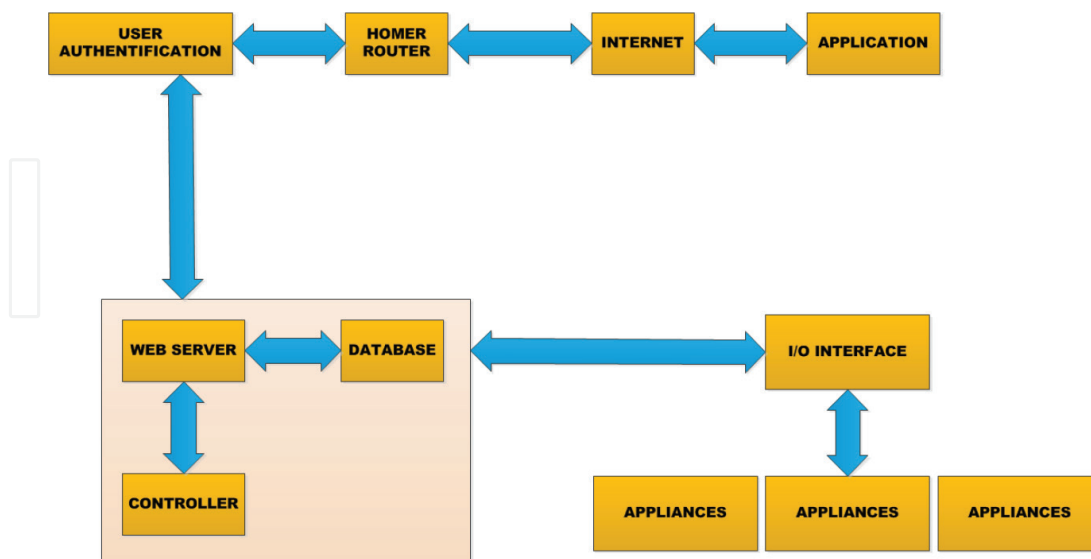 USER
AUTHENTIFICATION
HOMER
ROUTER
INTERNET
APPLICATION
WEB SERVER
DATABASE
I/O INTERFACE
CONTROLLER
APPLIANCES
APPLIANCES
APPLIANCES